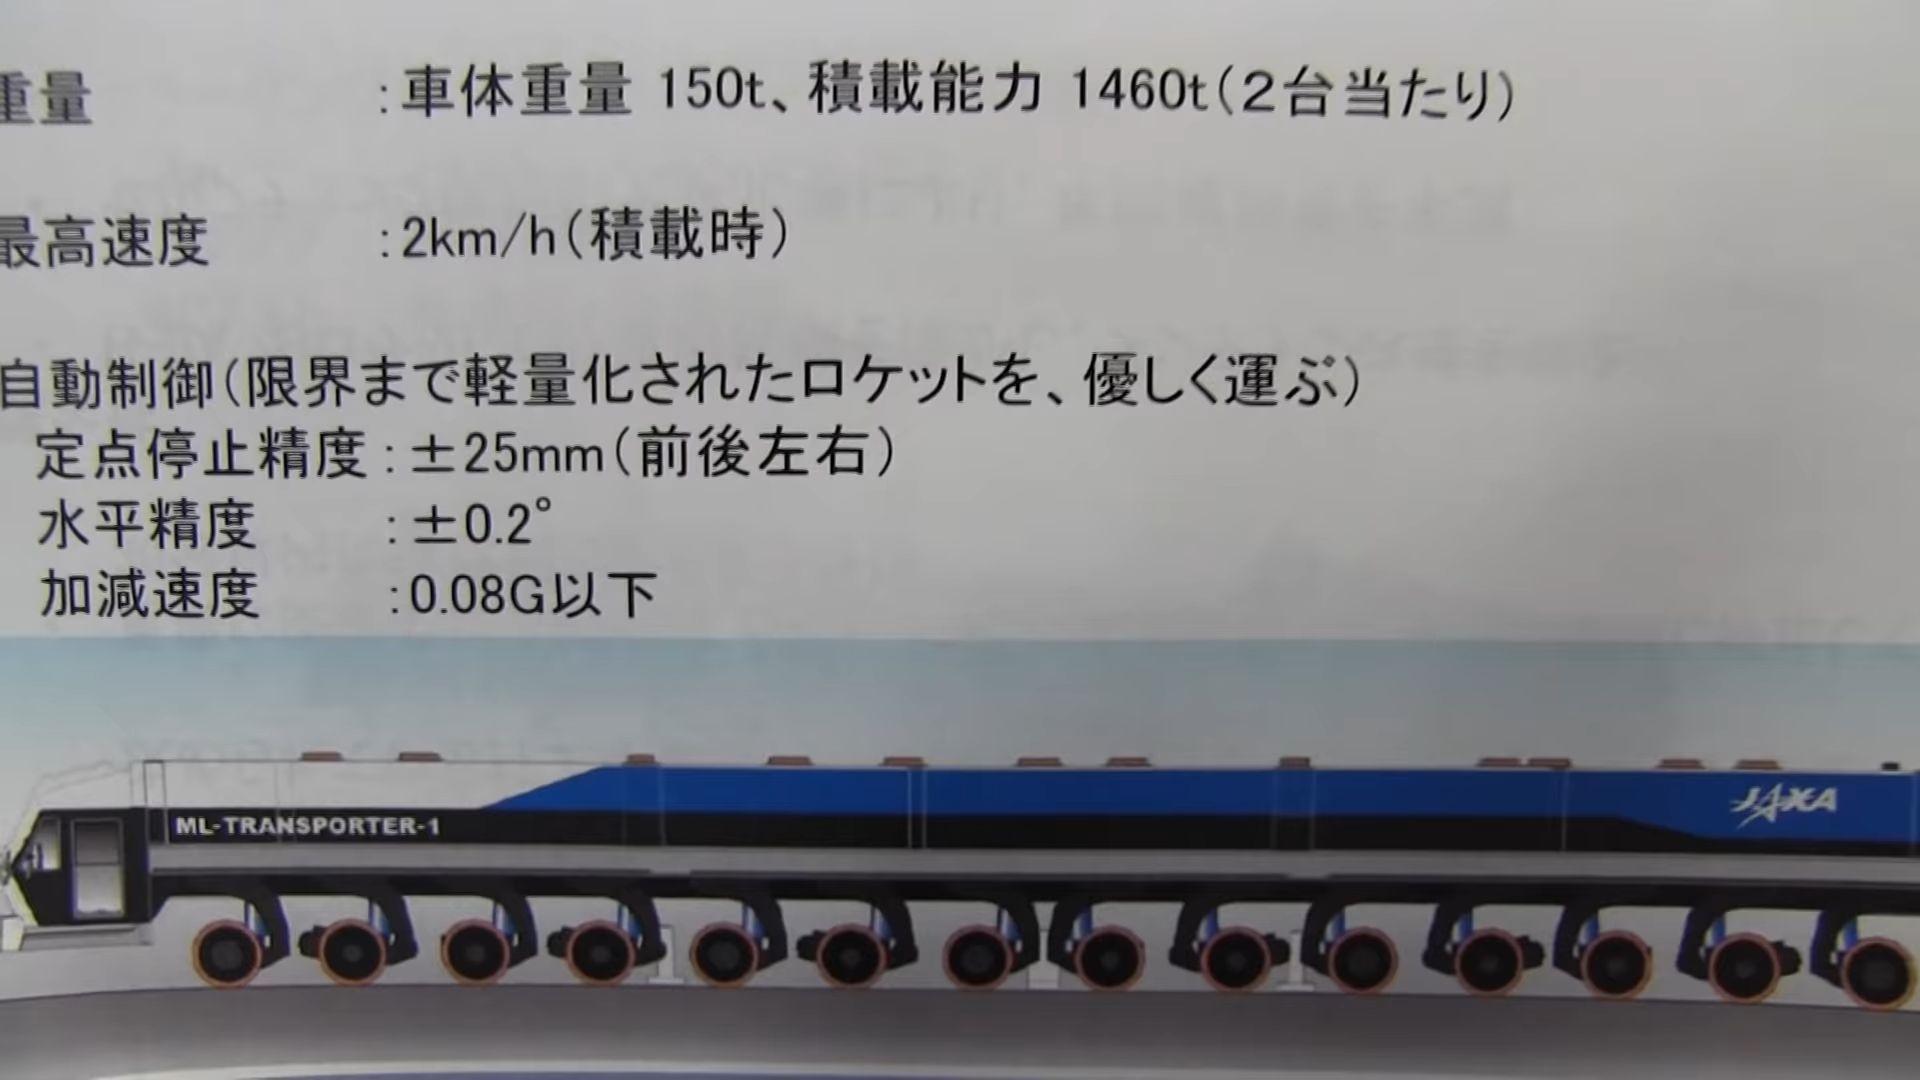 重量 : 車体重量 150t、積載能力 1460t(２台当たり)
最高速度 : 2km/h(積載時)
自動制御(限界まで軽量化されたロケットを、優しく運ぶ)
定点停止精度 : ±25mm(前後左右)
水平精度 : ±0.2°
加減速度 : 0.08G以下
JAXA
ML-TRANSPORTER-1